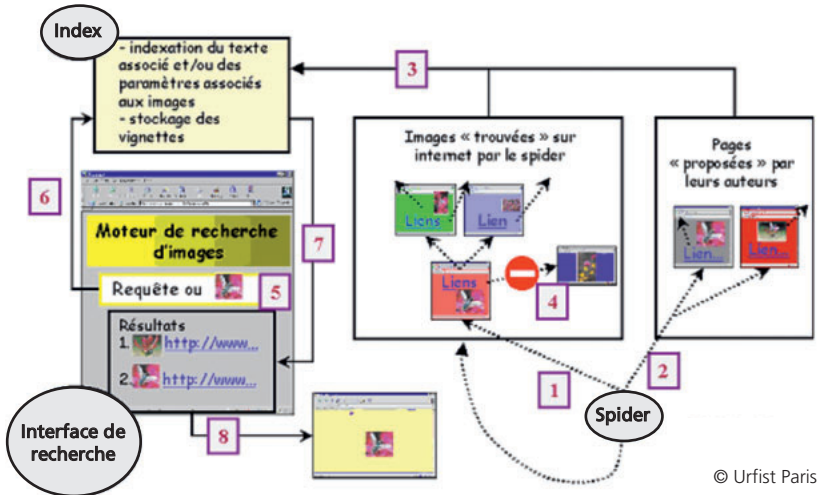 Index
- indexation du texte
associé et/ou des
paramètres associés
aux images
- stockage des
vignettes
3
Images « trouvées » sur
internet par le spider
Pages
« proposées » par
leurs auteurs
6
7
Liens
Lien
Lien...
Lien...
Moteur de recherche
d'images
Requête ou
5
Liens
4
Résultats
1. http://www...
2. http://www...
1
2
Spider
Interface de
recherche
8
© Urfist Paris